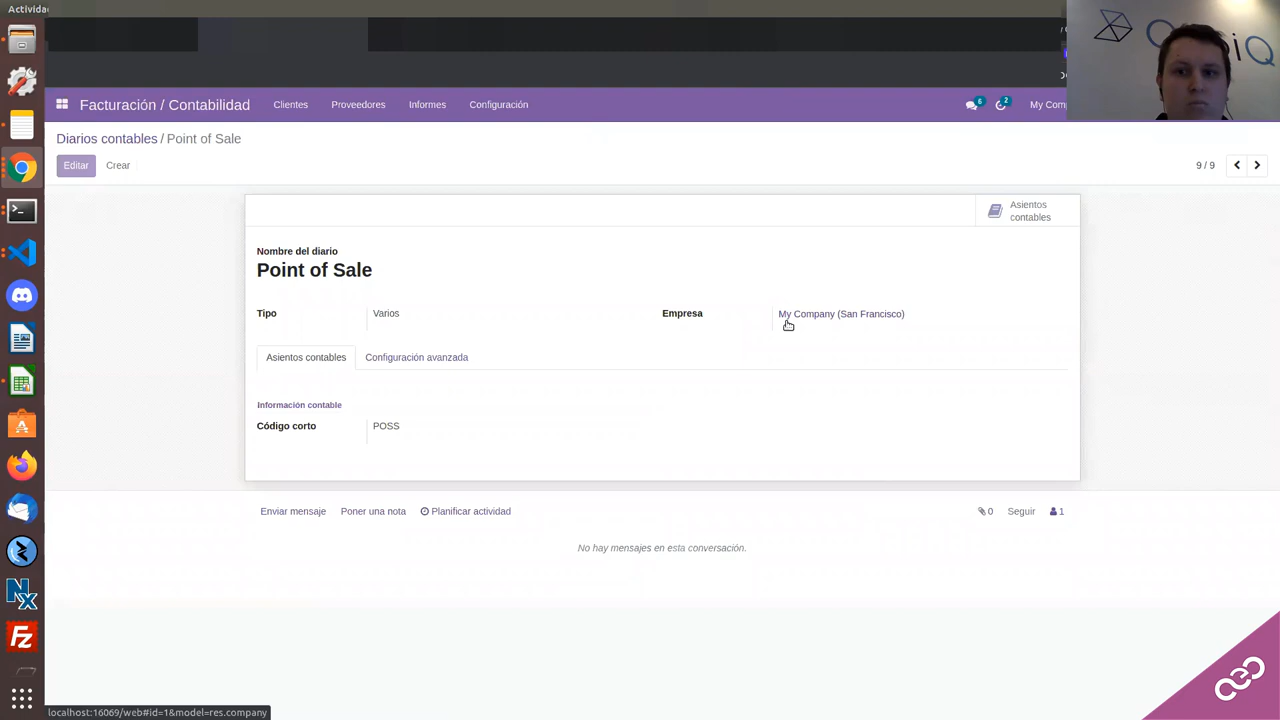 Activida
Facturación / Contabilidad Clientes Proveedores Informes Configuración 6 2 My Comp
Diarios contables / Point of Sale
Editar Crear 9 / 9
Asientos
contables
Nombre del diario
Point of Sale
Tipo Varios Empresa My Company (San Francisco)
Asientos contables Configuración avanzada
Información contable
Código corto POSS
Enviar mensaje Poner una nota Planificar actividad 0 Seguir 1
No hay mensajes en esta conversación.
localhost:16069/web#id=1&model=res.company